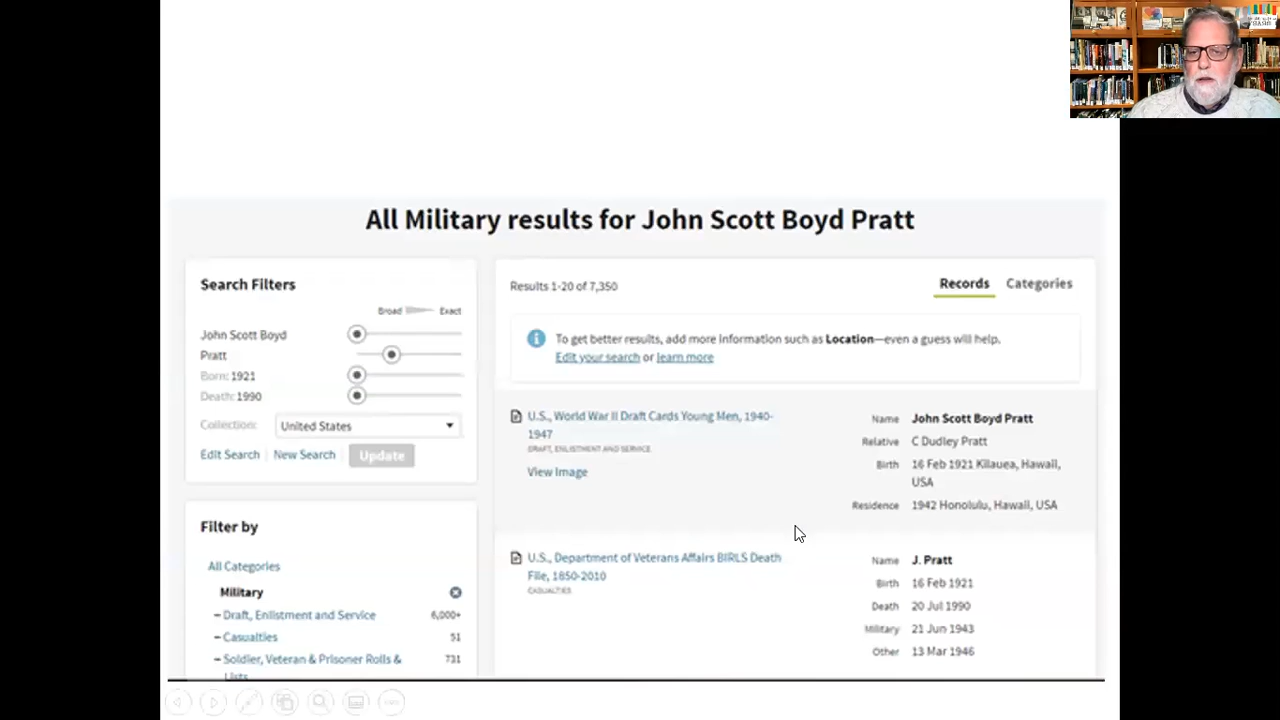 All Military results for John Scott Boyd Pratt
Search Filters
Broad Exact
John Scott Boyd
Pratt
Born: 1921
Death: 1990
Collection: United States
Edit Search New Search Update
Filter by
All Categories
Military
– Draft, Enlistment and Service 6,000+
– Casualties 51
– Soldier, Veteran & Prisoner Rolls & 731
Lists
Results 1-20 of 7,350
Records Categories
To get better results, add more information such as Location—even a guess will help.
Edit your search or learn more
U.S., World War II Draft Cards Young Men, 1940-
1947
DRAFT, ENLISTMENT AND SERVICE
View Image
Name John Scott Boyd Pratt
Relative C Dudley Pratt
Birth 16 Feb 1921 Kilauea, Hawaii,
USA
Residence 1942 Honolulu, Hawaii, USA
U.S., Department of Veterans Affairs BIRLS Death
File, 1850-2010
CASUALTIES
Name J. Pratt
Birth 16 Feb 1921
Death 20 Jul 1990
Military 21 Jun 1943
Other 13 Mar 1946